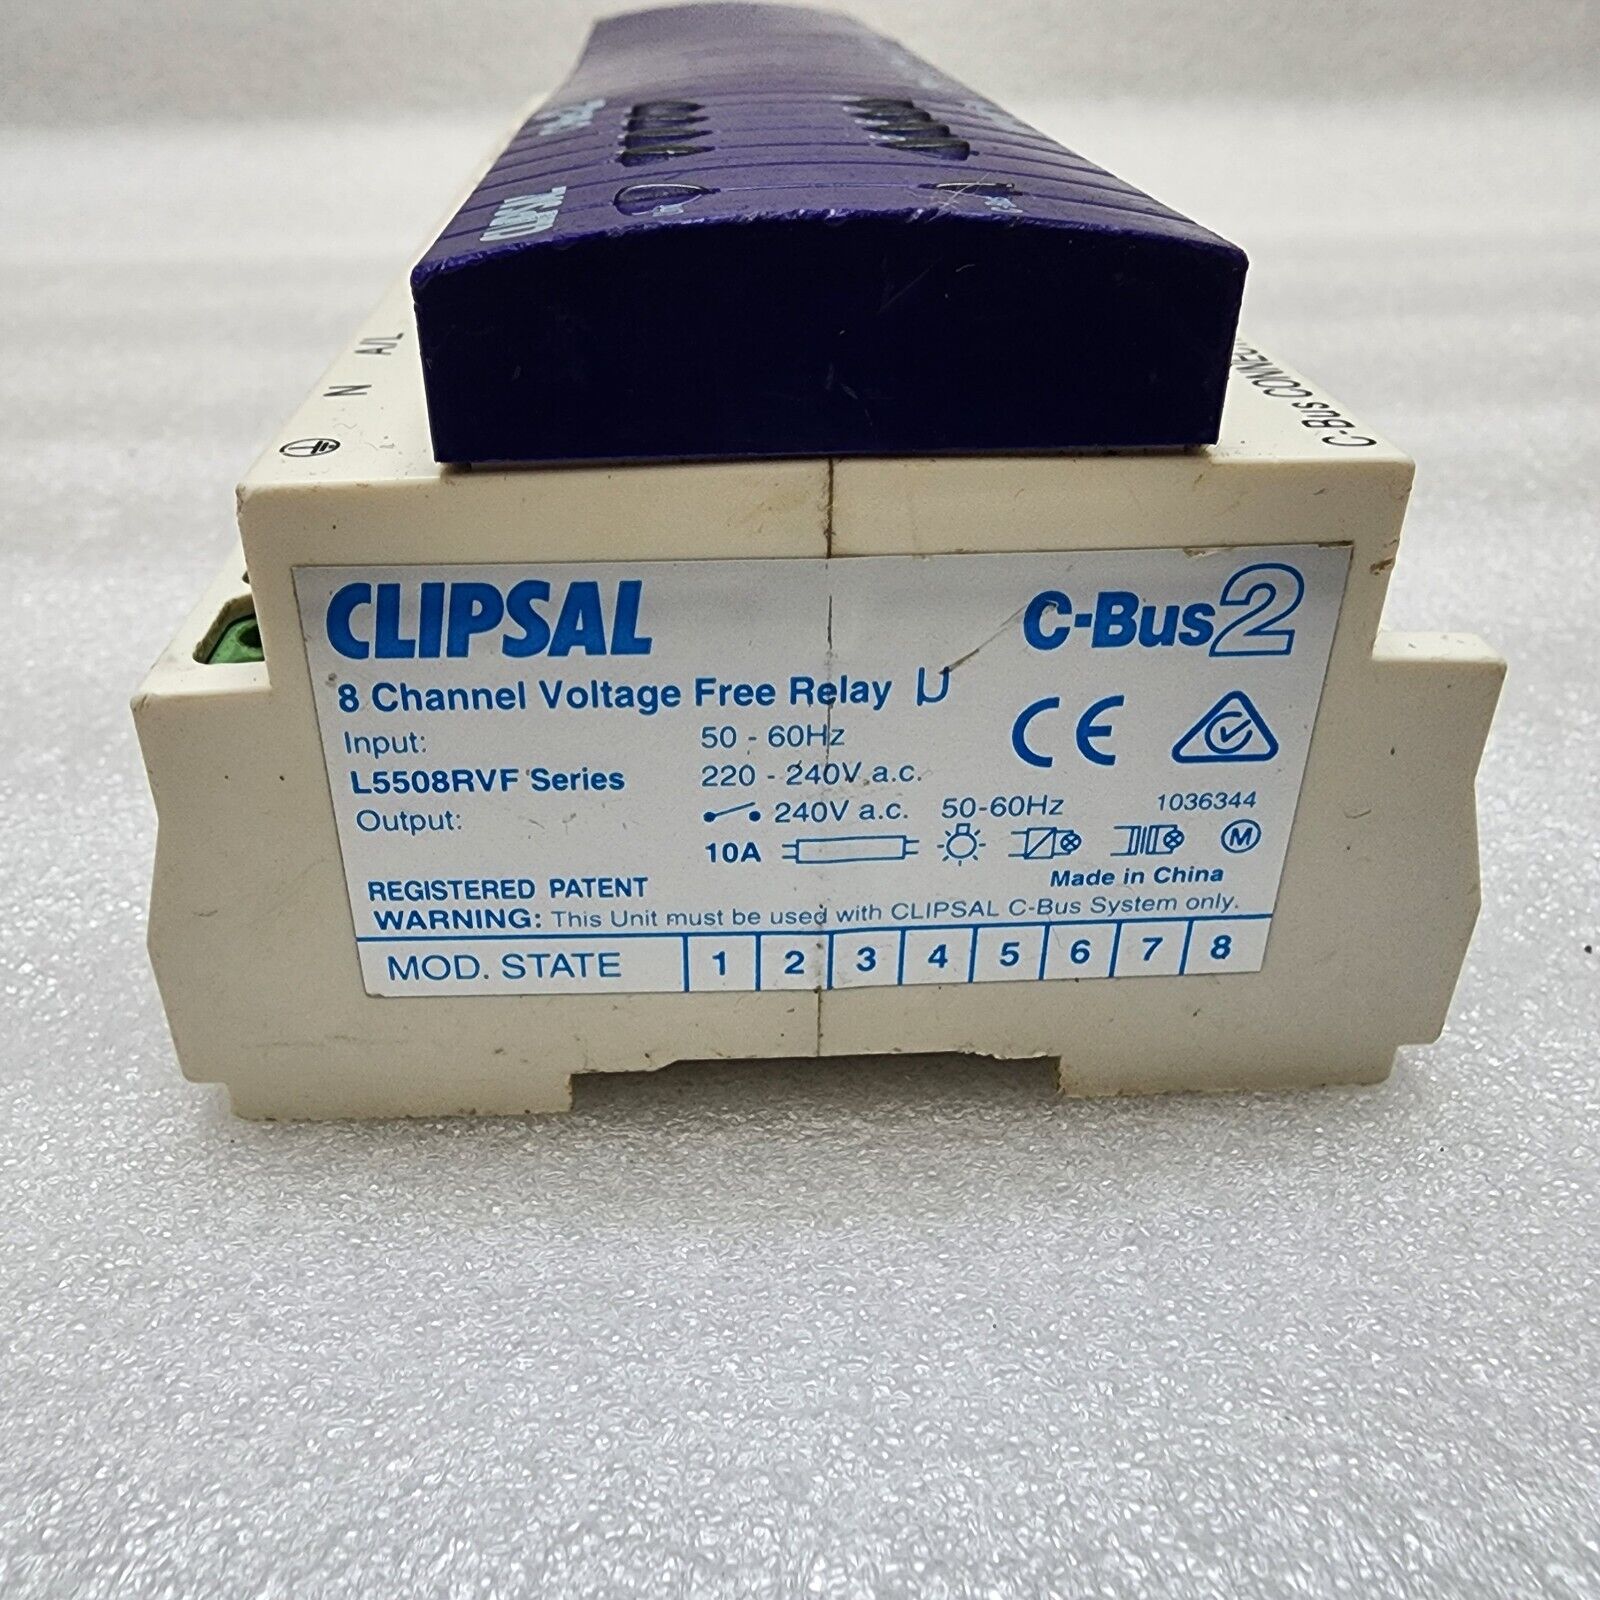 CLIPSAL
A/L
N
C-BUS
CLIPSAL C-Bus2
8 Channel Voltage Free Relay
Input: 50 - 60Hz
L5508RVF Series 220 - 240V a.c.
Output: 240V a.c. 50-60Hz 1036344
10A M
Made in China
REGISTERED PATENT
WARNING: This Unit must be used with CLIPSAL C-Bus System only.
MOD. STATE 1 2 3 4 5 6 7 8